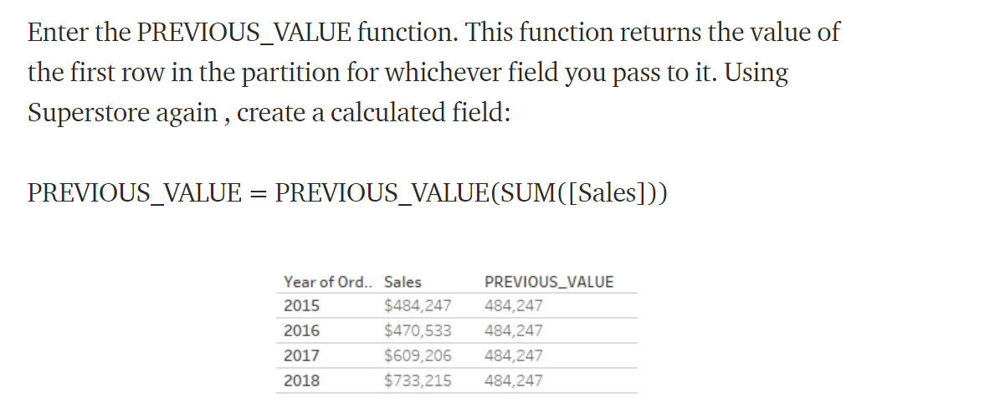 Enter the PREVIOUS_VALUE function. This function returns the value of
the first row in the partition for whichever field you pass to it. Using
Superstore again , create a calculated field:
PREVIOUS_VALUE = PREVIOUS_VALUE(SUM([Sales]))
Year of Ord.. Sales PREVIOUS_VALUE
2015 $484,247 484,247
2016 $470,533 484,247
2017 $609,206 484,247
2018 $733,215 484,247